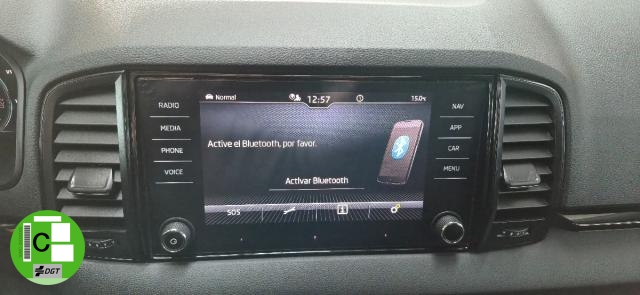 Normal 12:57 15.0°C
RADIO
MEDIA
PHONE
VOICE
Active el Bluetooth, por favor.
Activar Bluetooth
SOS
NAV
APP
CAR
MENU
C
DGT